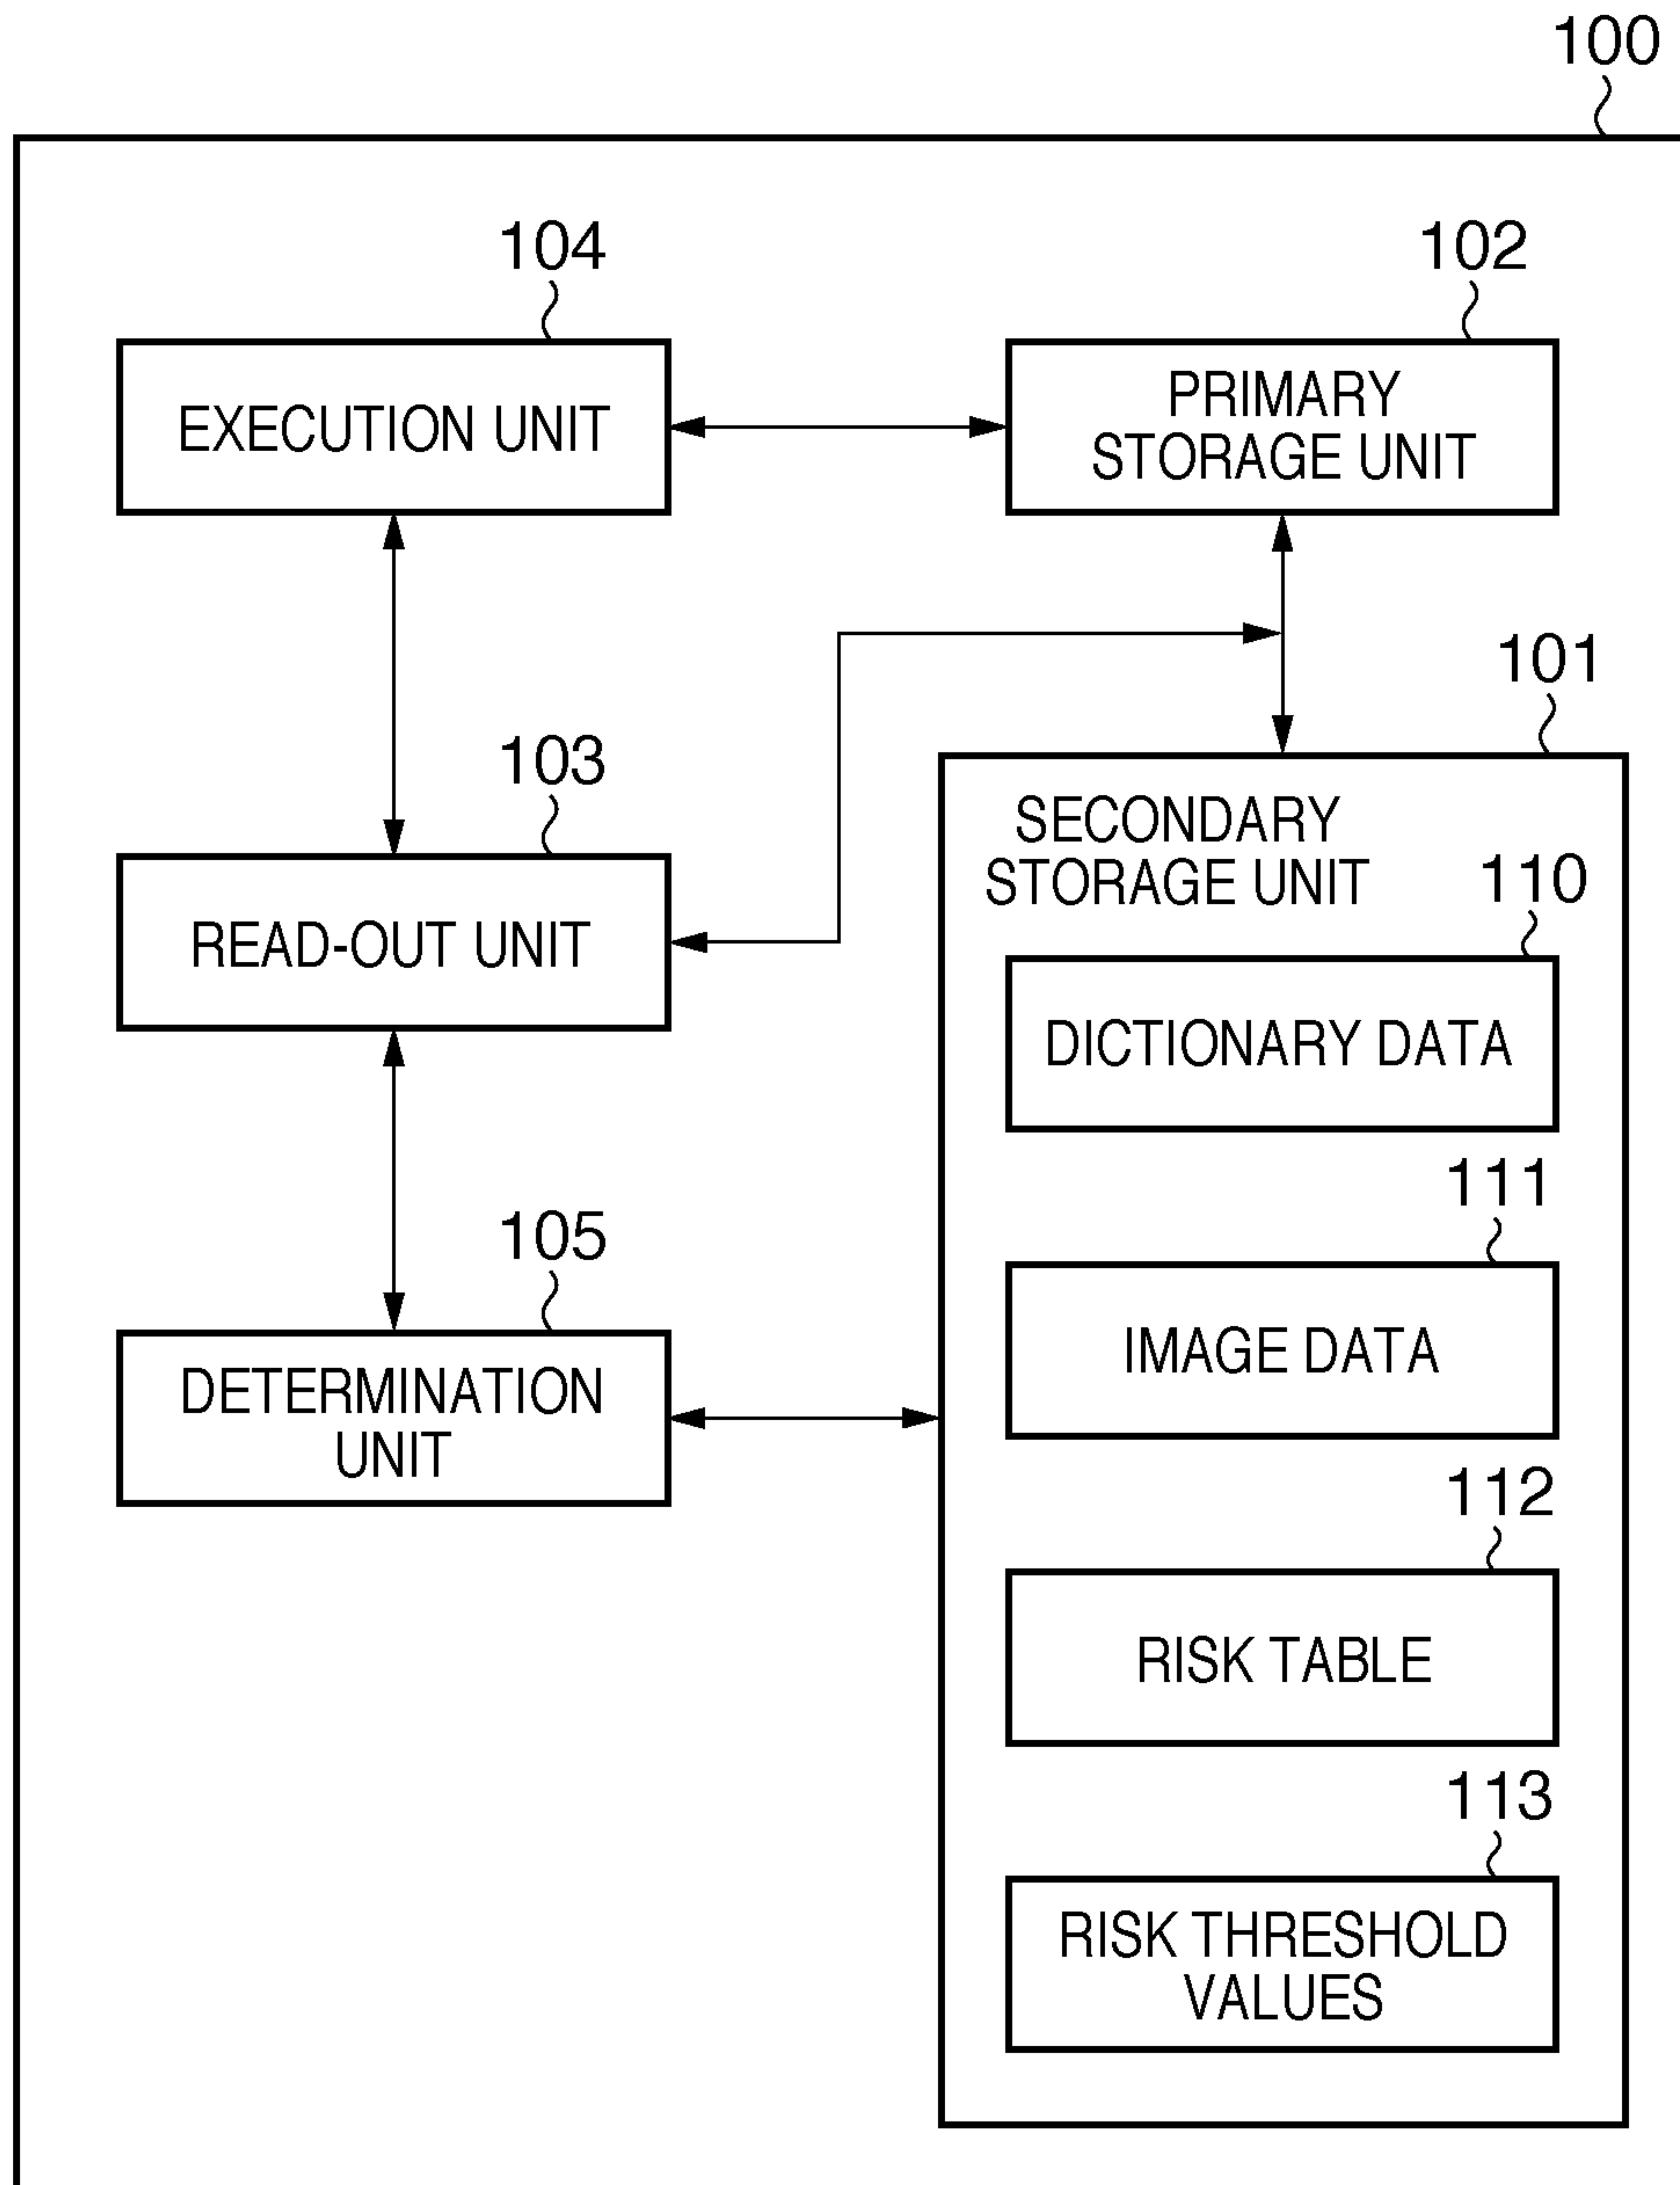 100
104
102
EXECUTION UNIT
PRIMARY
STORAGE UNIT
101
103
SECONDARY
STORAGE UNIT
110
READ-OUT UNIT
DICTIONARY DATA
111
105
IMAGE DATA
DETERMINATION
UNIT
112
RISK TABLE
113
RISK THRESHOLD
VALUES